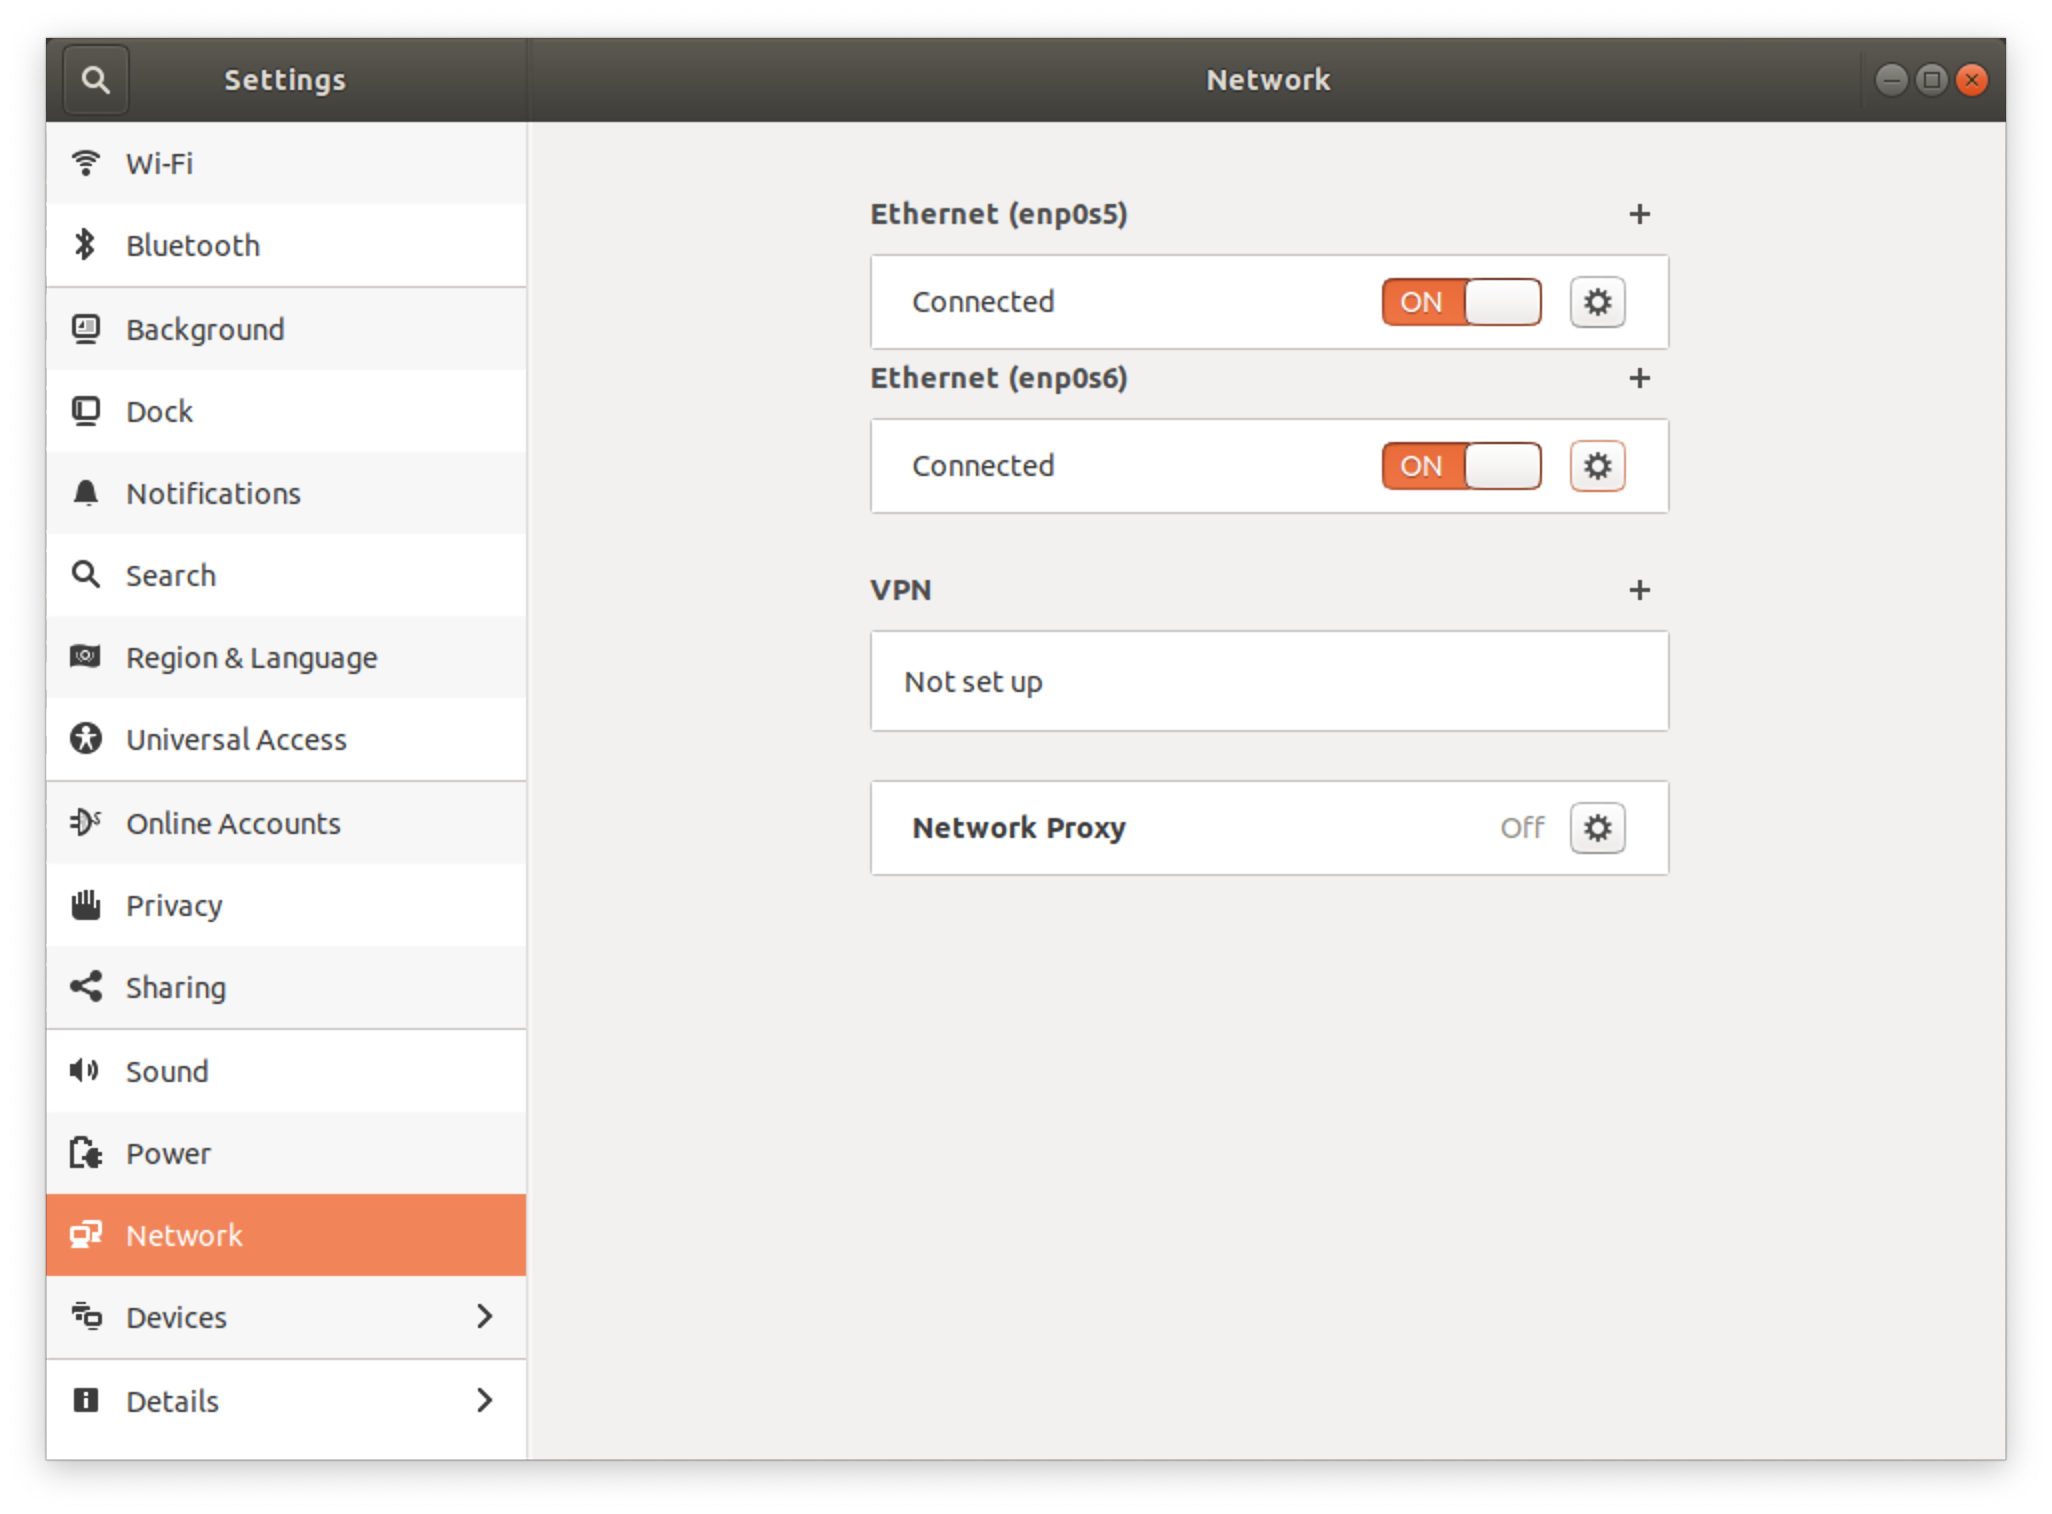 Settings
Network
Wi-Fi
Bluetooth
Background
Dock
Notifications
Search
Region & Language
Universal Access
Online Accounts
Privacy
Sharing
Sound
Power
Network
Devices
Details
Ethernet (enp0s5)
Connected ON
Ethernet (enp0s6)
Connected ON
VPN
Not set up
Network Proxy Off